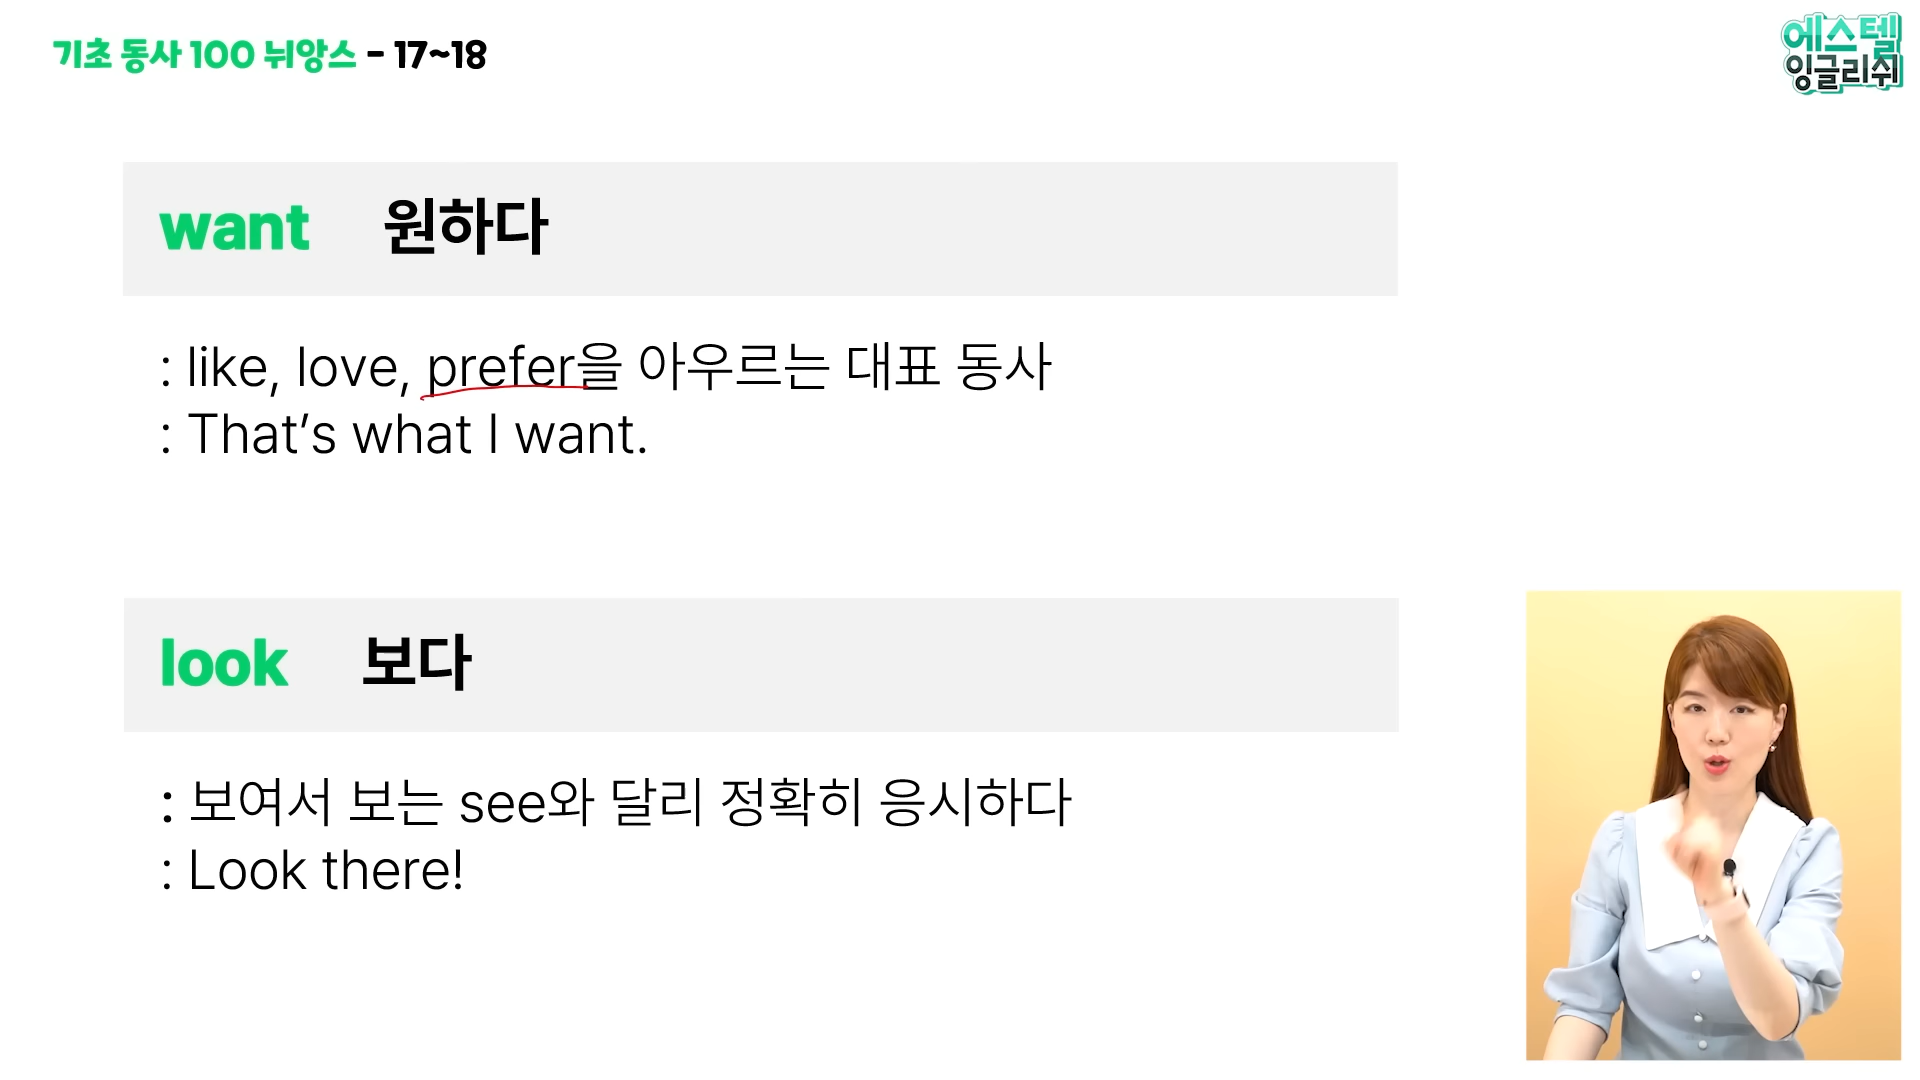 기초 동사 100 뉘앙스 - 17~18
에스텔
잉글리쉬
want 원하다
: like, love, prefer을 아우르는 대표 동사
: That’s what I want.
look 보다
: 보여서 보는 see와 달리 정확히 응시하다
: Look there!